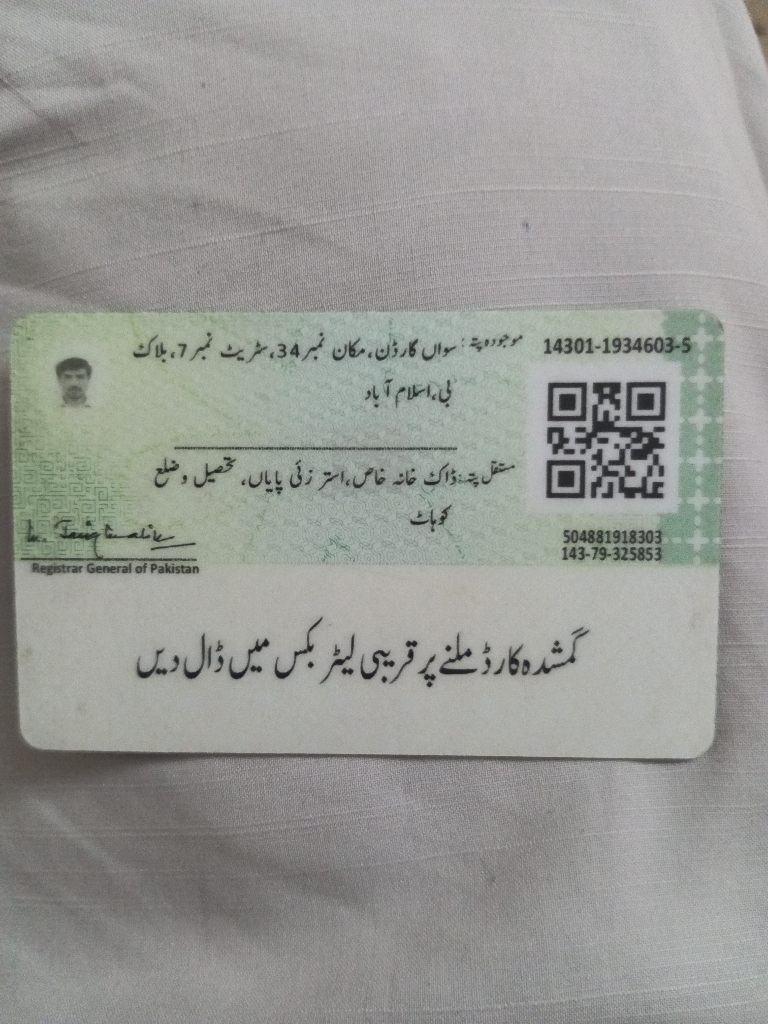 موجودہ پتہ: سواں گارڈن، مکان نمبر 34، سٹریٹ نمبر 7، بلاک
بی، اسلام آباد
14301-1934603-5
مستقل پتہ: ڈاک خانہ خاص، استر زئی پایاں، تحصیل و ضلع
کوہاٹ
504881918303
143-79-325853
Registrar General of Pakistan
گمشدہ کارڈ ملنے پر قریبی لیٹر بکس میں ڈال دیں